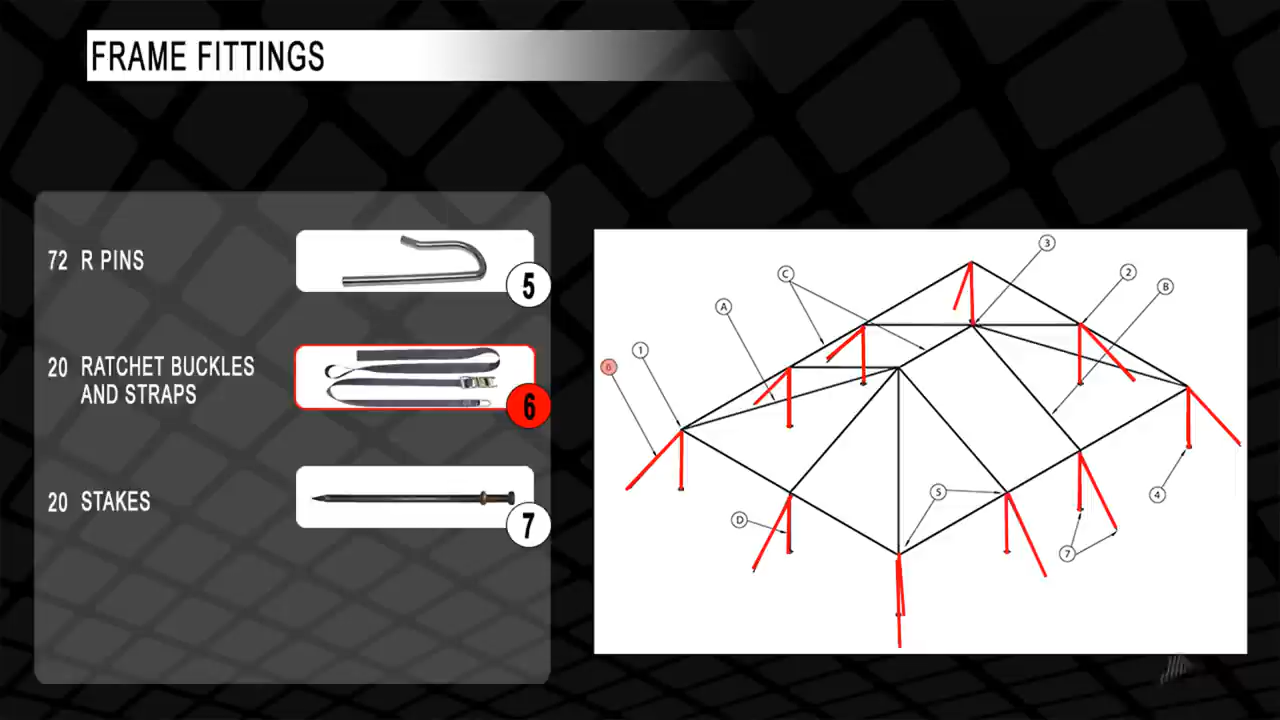 FRAME FITTINGS
72 R PINS
5
20 RATCHET BUCKLES
AND STRAPS
6
20 STAKES
7
3
C
2
B
A
1
6
S
D
4
7